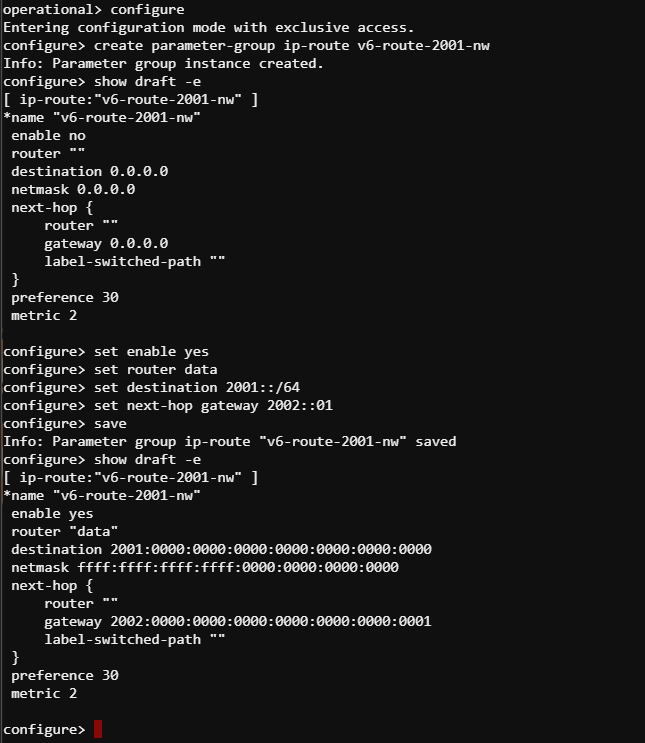 operational> configure
Entering configuration mode with exclusive access.
configure> create parameter-group ip-route v6-route-2001-nw
Info: Parameter group instance created.
configure> show draft -e
[ ip-route:"v6-route-2001-nw" ]
*name "v6-route-2001-nw"
 enable no
 router ""
 destination 0.0.0.0
 netmask 0.0.0.0
 next-hop {
     router ""
     gateway 0.0.0.0
     label-switched-path ""
 }
 preference 30
 metric 2

configure> set enable yes
configure> set router data
configure> set destination 2001::/64
configure> set next-hop gateway 2002::01
configure> save
Info: Parameter group ip-route "v6-route-2001-nw" saved
configure> show draft -e
[ ip-route:"v6-route-2001-nw" ]
*name "v6-route-2001-nw"
 enable yes
 router "data"
 destination 2001:0000:0000:0000:0000:0000:0000:0000
 netmask ffff:ffff:ffff:ffff:0000:0000:0000:0000
 next-hop {
     router ""
     gateway 2002:0000:0000:0000:0000:0000:0000:0001
     label-switched-path ""
 }
 preference 30
 metric 2

configure>